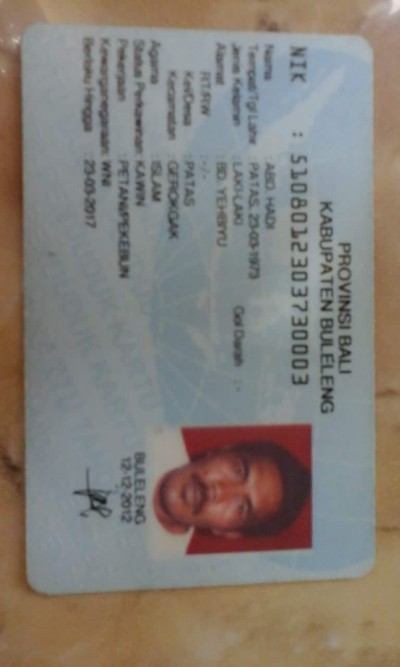 PROVINSI BALI
KABUPATEN BULELENG
NIK : 5108012303730003
Nama : ABD. HADI
Tempat/Tgl Lahir : PATAS, 23-03-1973
Jenis Kelamin : LAKI-LAKI Gol Darah : -
Alamat : BD. YEHBIYU
RT/RW : -/-
Kel/Desa : PATAS
Kecamatan : GEROKGAK
Agama : ISLAM
Status Perkawinan: KAWIN
Pekerjaan : PETANI/PEKEBUN
Kewarganegaraan: WNI
Berlaku Hingga : 23-03-2017
BULELENG
12-12-2012